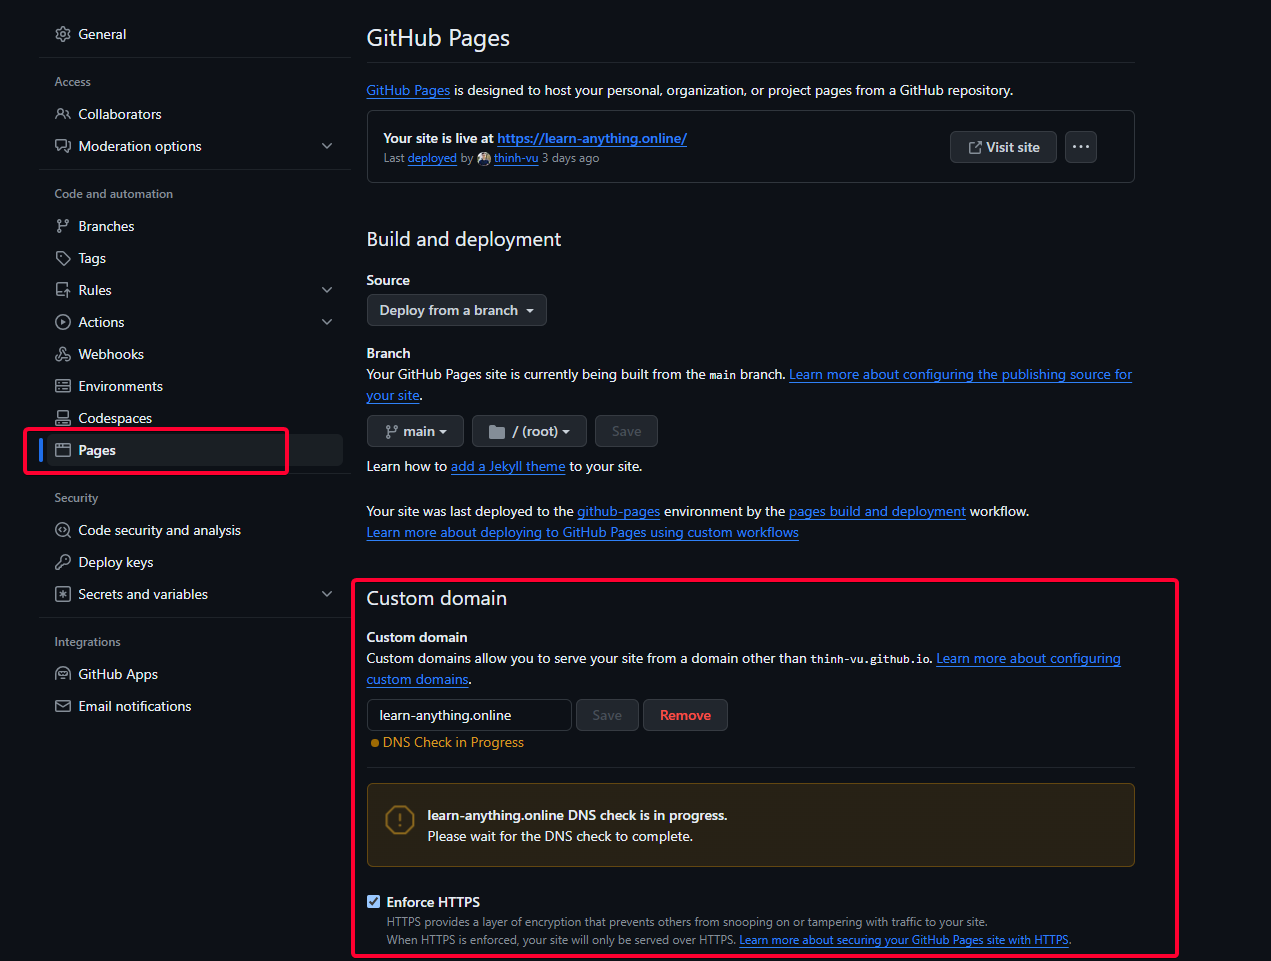 General
Access
Collaborators
Moderation options
Code and automation
Branches
Tags
Rules
Actions
Webhooks
Environments
Codespaces
Pages
Security
Code security and analysis
Deploy keys
Secrets and variables
Integrations
GitHub Apps
Email notifications
GitHub Pages
GitHub Pages is designed to host your personal, organization, or project pages from a GitHub repository.
Your site is live at https://learn-anything.online/
Last deployed by thinh-vu 3 days ago
Visit site
Build and deployment
Source
Deploy from a branch
Branch
Your GitHub Pages site is currently being built from the main branch. Learn more about configuring the publishing source for
your site.
main / (root) Save
Learn how to add a Jekyll theme to your site.
Your site was last deployed to the github-pages environment by the pages build and deployment workflow.
Learn more about deploying to GitHub Pages using custom workflows
Custom domain
Custom domain
Custom domains allow you to serve your site from a domain other than thinh-vu.github.io. Learn more about configuring
custom domains.
learn-anything.online Save Remove
DNS Check in Progress
learn-anything.online DNS check is in progress.
Please wait for the DNS check to complete.
Enforce HTTPS
HTTPS provides a layer of encryption that prevents others from snooping on or tampering with traffic to your site.
When HTTPS is enforced, your site will only be served over HTTPS. Learn more about securing your GitHub Pages site with HTTPS.